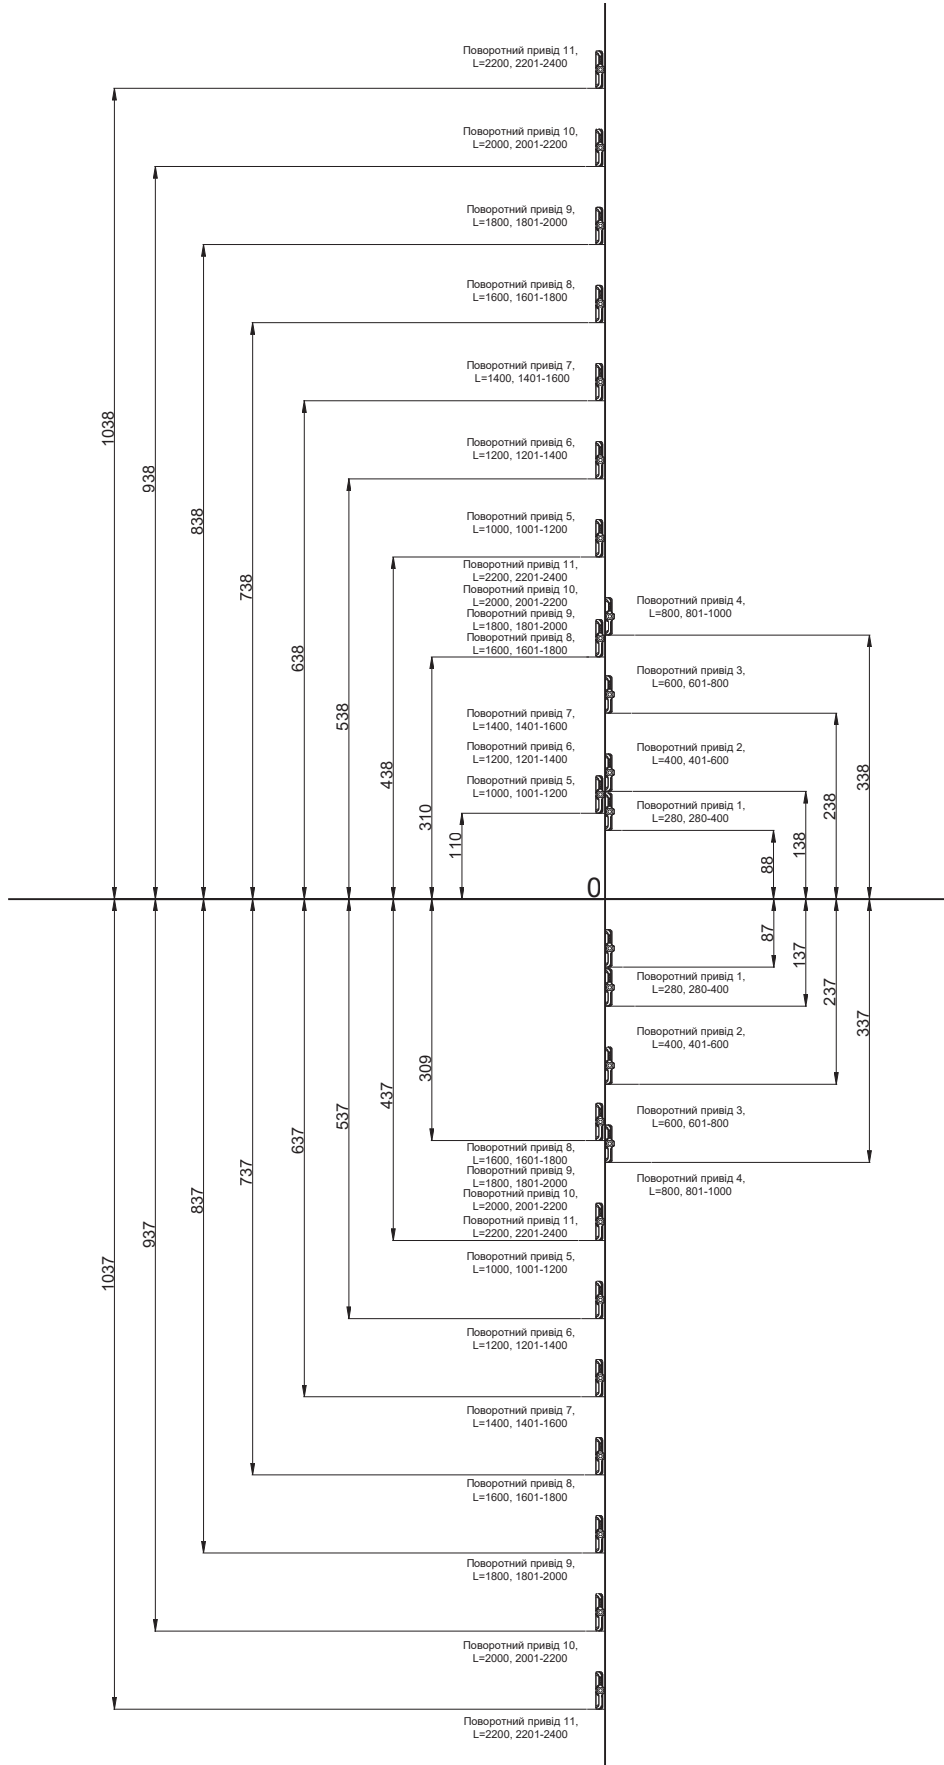 Поворотний привід 11,
L=2200, 2201-2400
Поворотний привід 10,
L=2000, 2001-2200
Поворотний привід 9,
L=1800, 1801-2000
Поворотний привід 8,
L=1600, 1601-1800
Поворотний привід 7,
L=1400, 1401-1600
Поворотний привід 6,
L=1200, 1201-1400
Поворотний привід 5,
L=1000, 1001-1200
Поворотний привід 11,
L=2200, 2201-2400
Поворотний привід 10,
L=2000, 2001-2200
Поворотний привід 9,
L=1800, 1801-2000
Поворотний привід 8,
L=1600, 1601-1800
Поворотний привід 7,
L=1400, 1401-1600
Поворотний привід 6,
L=1200, 1201-1400
Поворотний привід 5,
L=1000, 1001-1200
Поворотний привід 4,
L=800, 801-1000
Поворотний привід 3,
L=600, 601-800
Поворотний привід 2,
L=400, 401-600
Поворотний привід 1,
L=280, 280-400
1038
938
838
738
638
538
438
310
110
0
88
138
238
338
1037
937
837
737
637
537
437
309
87
137
237
337
Поворотний привід 1,
L=280, 280-400
Поворотний привід 2,
L=400, 401-600
Поворотний привід 3,
L=600, 601-800
Поворотний привід 4,
L=800, 801-1000
Поворотний привід 8,
L=1600, 1601-1800
Поворотний привід 9,
L=1800, 1801-2000
Поворотний привід 10,
L=2000, 2001-2200
Поворотний привід 11,
L=2200, 2201-2400
Поворотний привід 5,
L=1000, 1001-1200
Поворотний привід 6,
L=1200, 1201-1400
Поворотний привід 7,
L=1400, 1401-1600
Поворотний привід 8,
L=1600, 1601-1800
Поворотний привід 9,
L=1800, 1801-2000
Поворотний привід 10,
L=2000, 2001-2200
Поворотний привід 11,
L=2200, 2201-2400